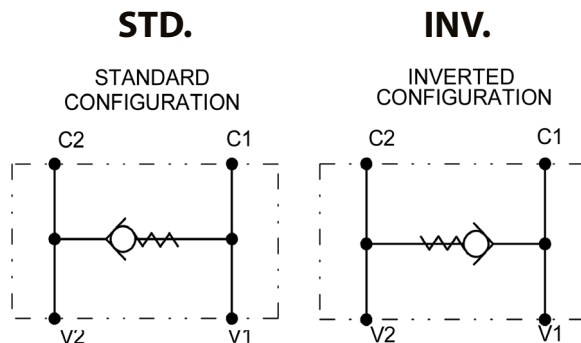 STD.
INV.
STANDARD
CONFIGURATION
INVERTED
CONFIGURATION
C2
C1
C2
C1
V2
V1
V2
V1